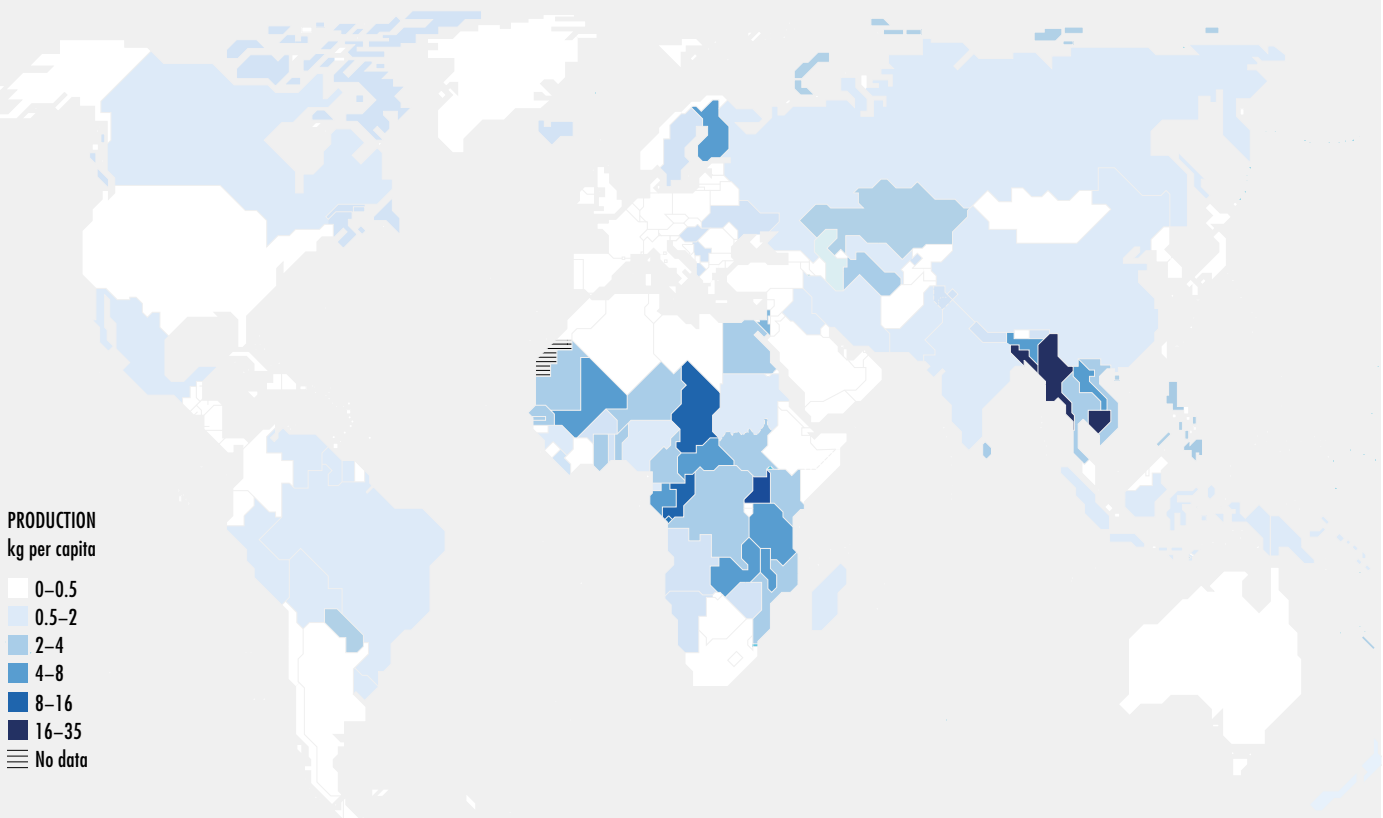 PRODUCTION
kg per capita
0–0.5
0.5–2
2–4
4–8
8–16
16–35
No data